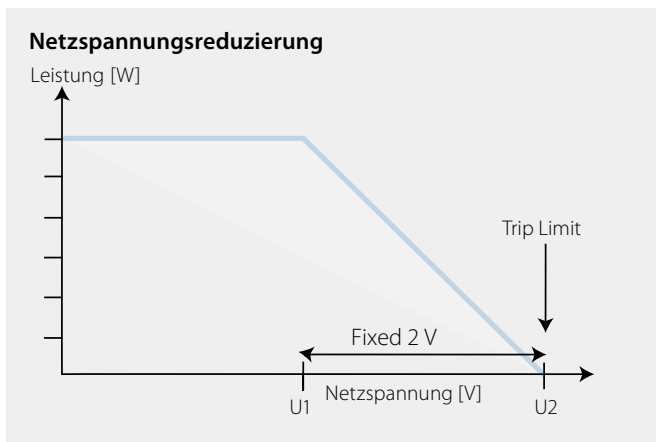 Netzspannungsreduzierung
Leistung [W]
Trip Limit
Fixed 2 V
U1
Netzspannung [V]
U2